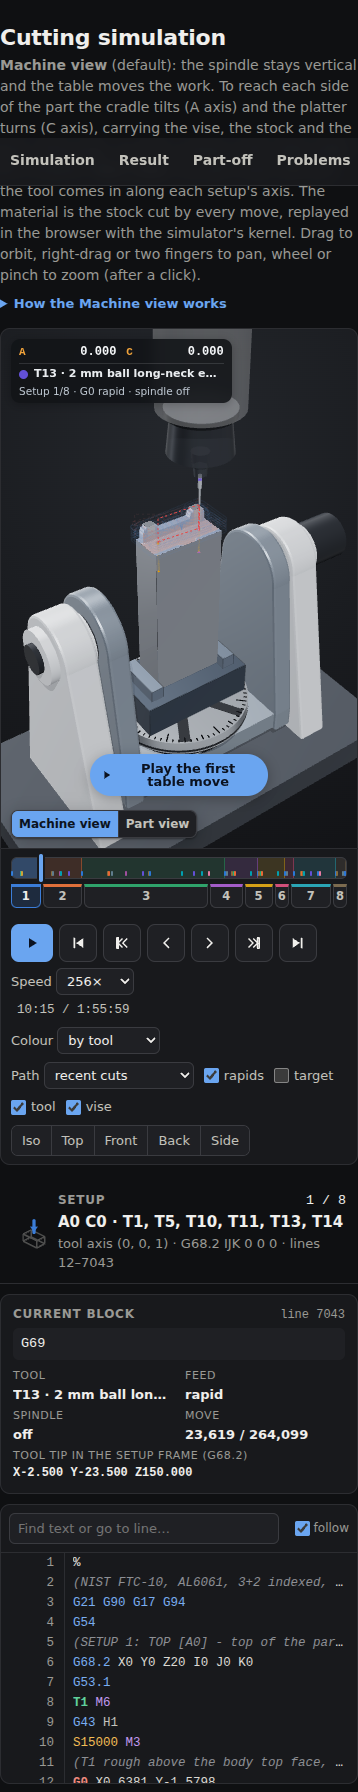 Cutting simulation
Machine view (default): the spindle stays vertical
and the table moves the work. To reach each side
of the part the cradle tilts (A axis) and the platter
turns (C axis), carrying the vise, the stock and the
Simulation Result Part-off Problems
the tool comes in along each setup's axis. The
material is the stock cut by every move, replayed
in the browser with the simulator's kernel. Drag to
orbit, right-drag or two fingers to pan, wheel or
pinch to zoom (after a click).
How the Machine view works
A 0.000 C 0.000
T13 · 2 mm ball long-neck e…
Setup 1/8 · G0 rapid · spindle off
Play the first
table move
Machine view Part view
1 2 3 4 5 6 7 8
Speed 256×
10:15 / 1:55:59
Colour by tool
Path recent cuts rapids target
tool vise
Iso Top Front Back Side
SETUP 1 / 8
A0 C0 · T1, T5, T10, T11, T13, T14
tool axis (0, 0, 1) · G68.2 IJK 0 0 0 · lines
12–7043
CURRENT BLOCK line 7043
G69
TOOL FEED
T13 · 2 mm ball lon… rapid
SPINDLE MOVE
off 23,619 / 264,099
TOOL TIP IN THE SETUP FRAME (G68.2)
X-2.500 Y-23.500 Z150.000
Find text or go to line… follow
1 %
2 (NIST FTC-10, AL6061, 3+2 indexed, …
3 G21 G90 G17 G94
4 G54
5 (SETUP 1: TOP [A0] - top of the par…
6 G68.2 X0 Y0 Z20 I0 J0 K0
7 G53.1
8 T1 M6
9 G43 H1
10 S15000 M3
11 (T1 rough above the body top face, …
12 G0 X0.6381 Y-1.5798